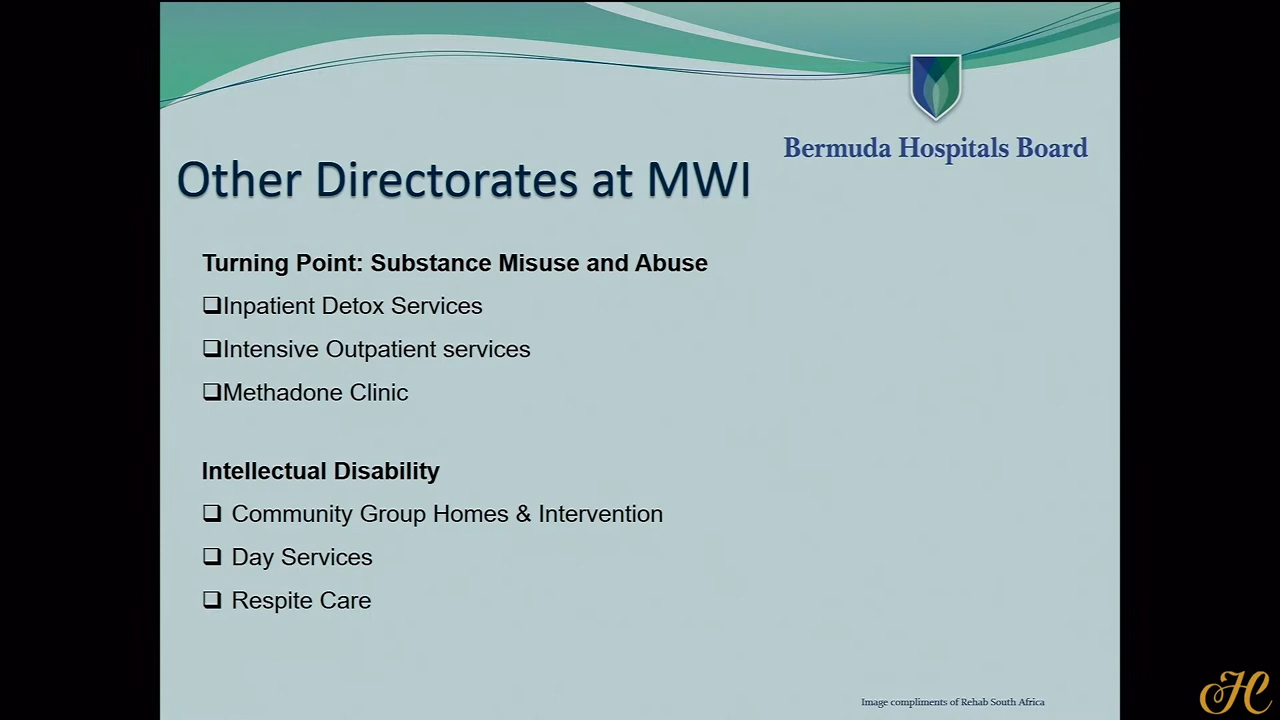 Bermuda Hospitals Board
Other Directorates at MWI
Turning Point: Substance Misuse and Abuse
❑Inpatient Detox Services
❑Intensive Outpatient services
❑Methadone Clinic
Intellectual Disability
❑ Community Group Homes & Intervention
❑ Day Services
❑ Respite Care
Image compliments of Rehab South Africa